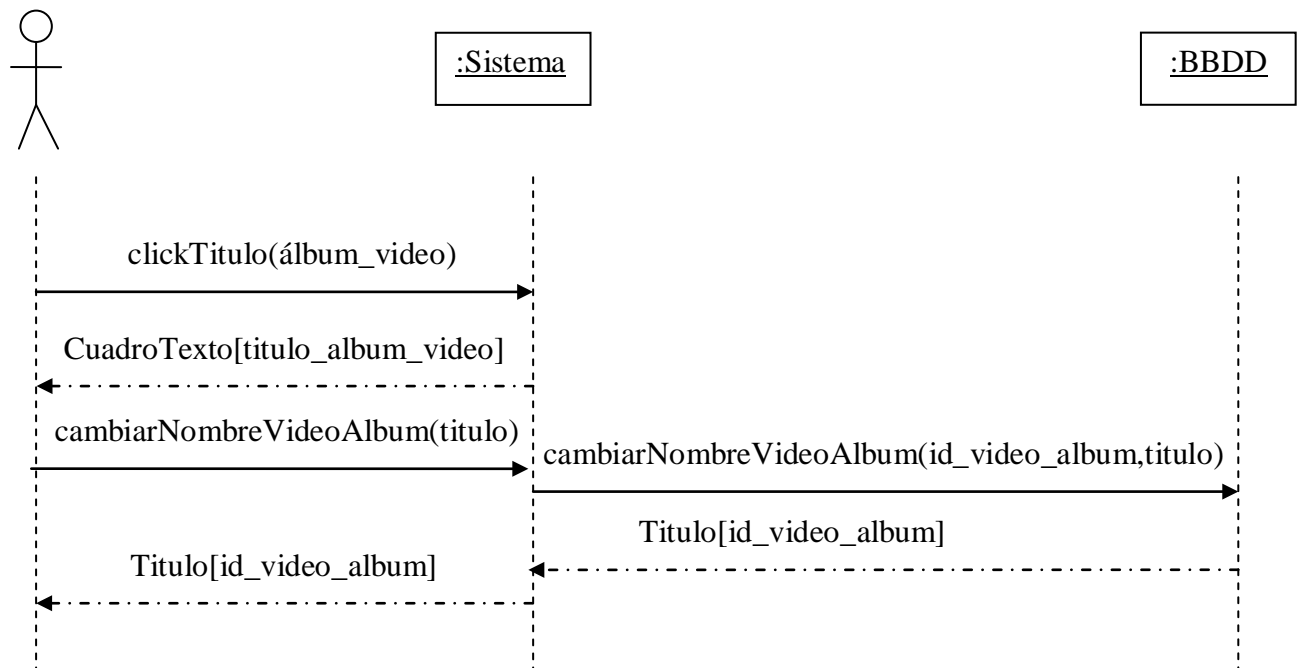 :Sistema
:BBDD
clickTitulo(álbum_video)
CuadroTexto[titulo_album_video]
cambiarNombreVideoAlbum(titulo)
cambiarNombreVideoAlbum(id_video_album,titulo)
Titulo[id_video_album]
Titulo[id_video_album]